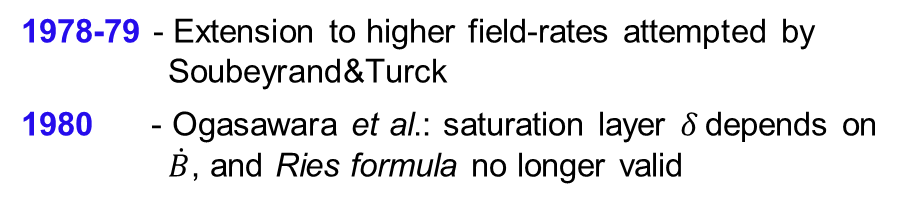 1978-79 - Extension to higher field-rates attempted by
Soubeyrand&Turck
1980 - Ogasawara et al.: saturation layer δ depends on
Ḃ, and Ries formula no longer valid